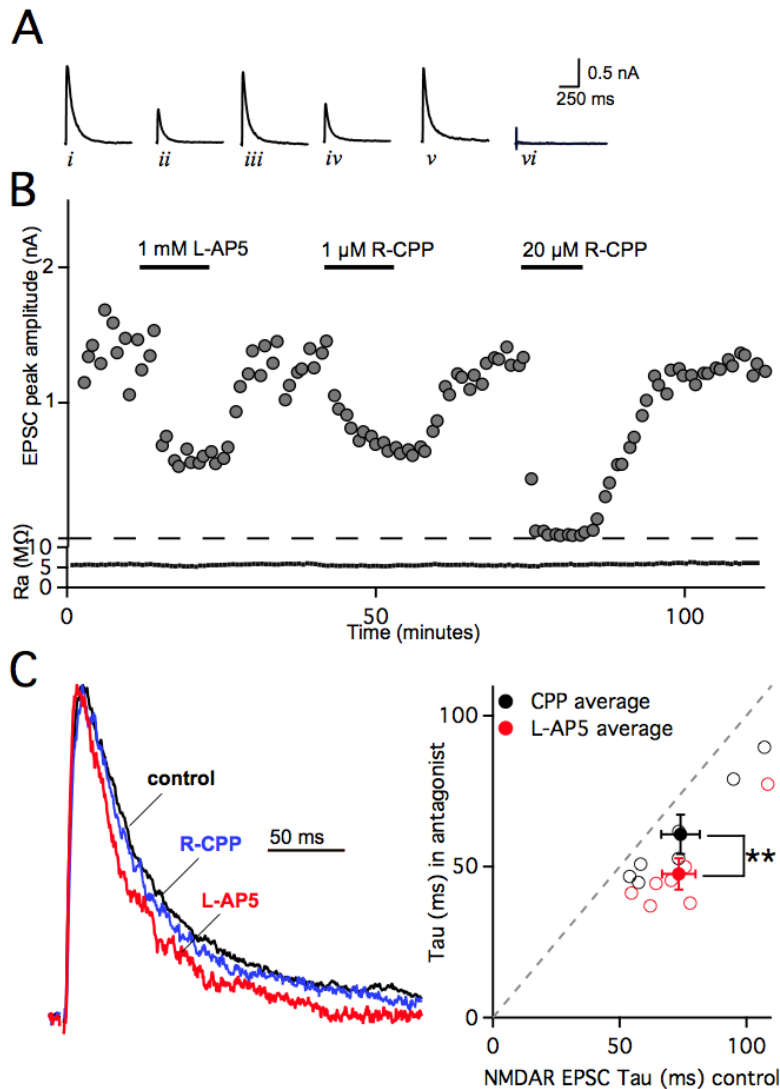 A
0.5 nA
250 ms
i ii iii iv v vi
B
1 mM L-AP5 1 µM R-CPP 20 µM R-CPP
EPSC peak amplitude (nA)
2
1
Ra (MΩ)
10
5
0
0 50 100
Time (minutes)
C
control
R-CPP
L-AP5
50 ms
CPP average
L-AP5 average
**
Tau (ms) in antagonist
100
50
0
0 50 100
NMDAR EPSC Tau (ms) control